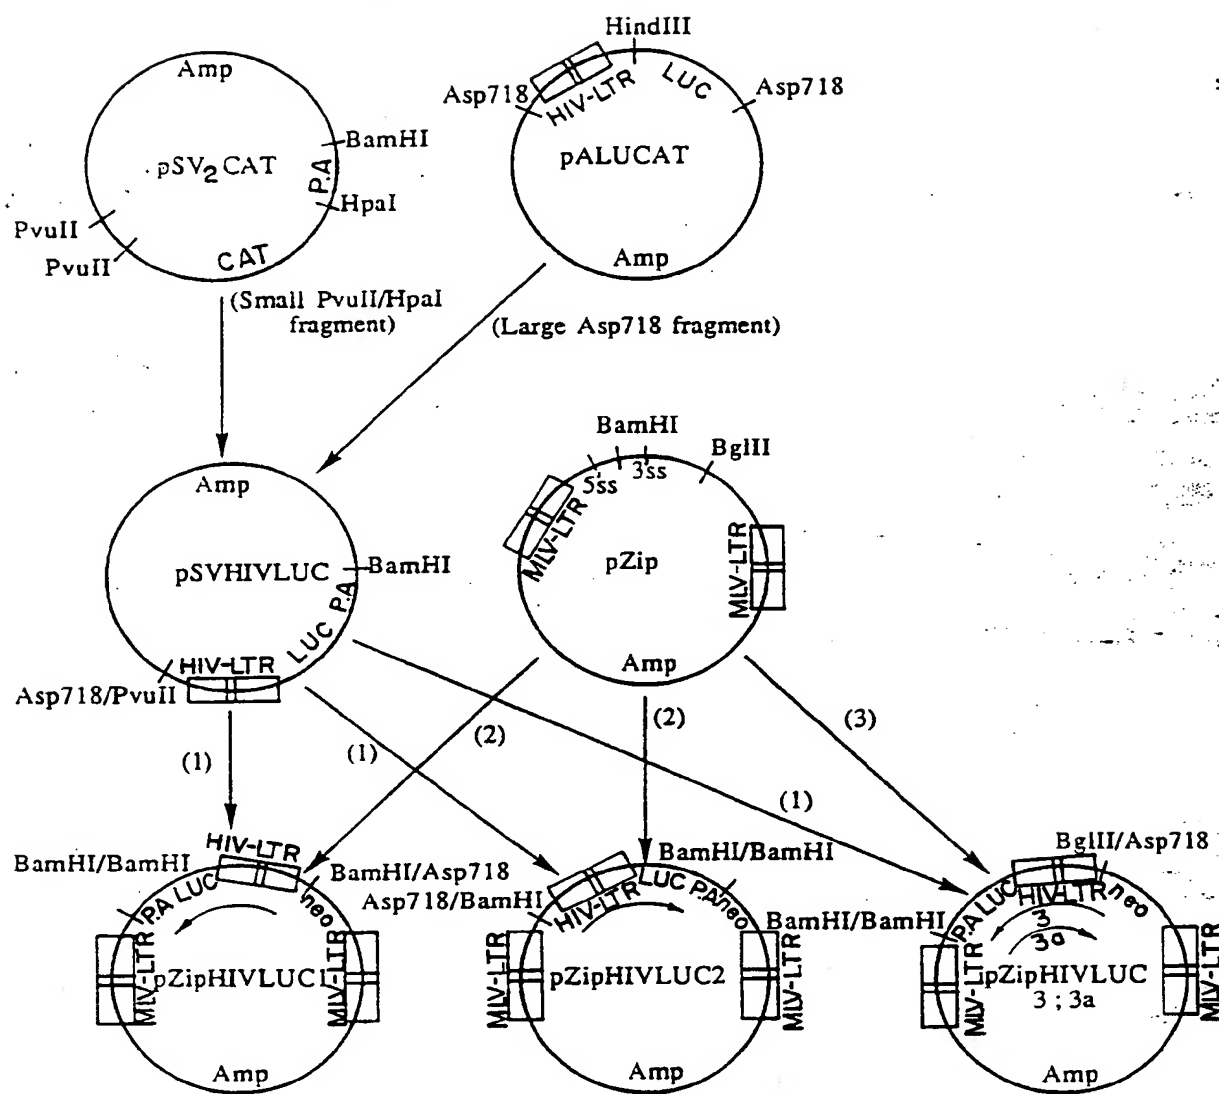 HindIII
Amp
Asp718
HIV-LTR
LUC
Asp718
BamHI
pSV2CAT
P.A
pALUCAT
HpaI
PvuII
PvuII
CAT
Amp
(Small PvuII/HpaI
fragment)
(Large Asp718 fragment)
BamHI
BglII
Amp
5'ss
3'ss
MLV-LTR
MLV-LTR
pSVHIVLUC
BamHI
pZip
P.A
LUC
HIV-LTR
Amp
Asp718/PvuII
(1)
(1)
(2)
(2)
(3)
(1)
HIV-LTR
BamHI/BamHI
BamHI/Asp718
P.A LUC
neo
MLV-LTR
pZipHIVLUC1
MLV-LTR
Amp
BamHI/BamHI
Asp718/BamHI
HIV-LTR
LUC P.A neo
MLV-LTR
pZipHIVLUC2
MLV-LTR
Amp
BglII/Asp718
BamHI/BamHI
P.A LUC
HIV-LTR
neo
3
3a
MLV-LTR
pZipHIVLUC
3 ; 3a
MLV-LTR
Amp